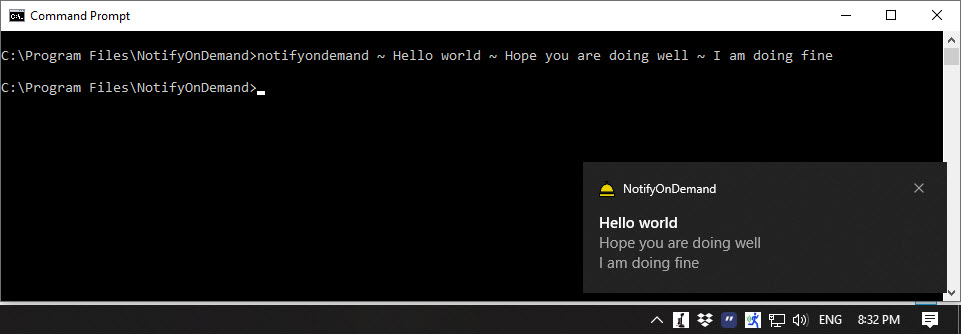 Command Prompt
C:\Program Files\NotifyOnDemand>notifyondemand ~ Hello world ~ Hope you are doing well ~ I am doing fine
C:\Program Files\NotifyOnDemand>
NotifyOnDemand
Hello world
Hope you are doing well
I am doing fine
ENG 8:32 PM